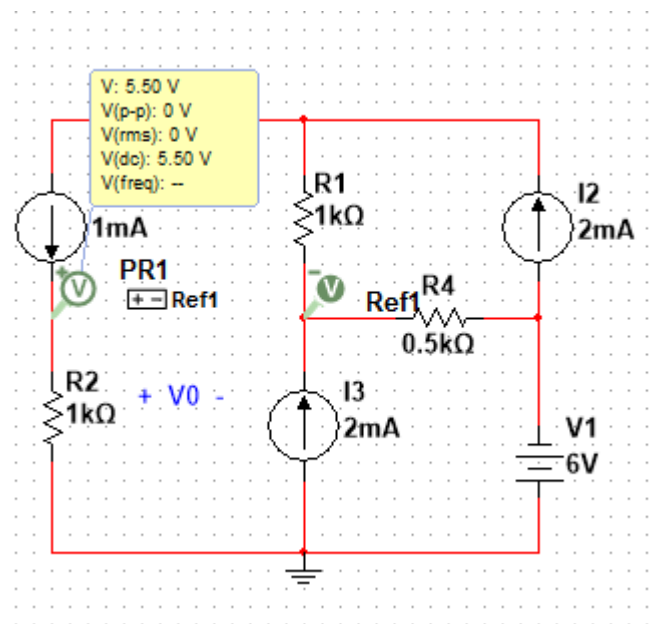 V: 5.50 V
V(p-p): 0 V
V(rms): 0 V
V(dc): 5.50 V
V(freq): --
1mA
R1
1kΩ
I2
2mA
PR1
+ - Ref1
V
V
Ref1
R4
0.5kΩ
R2
1kΩ
+ V0 -
I3
2mA
V1
6V